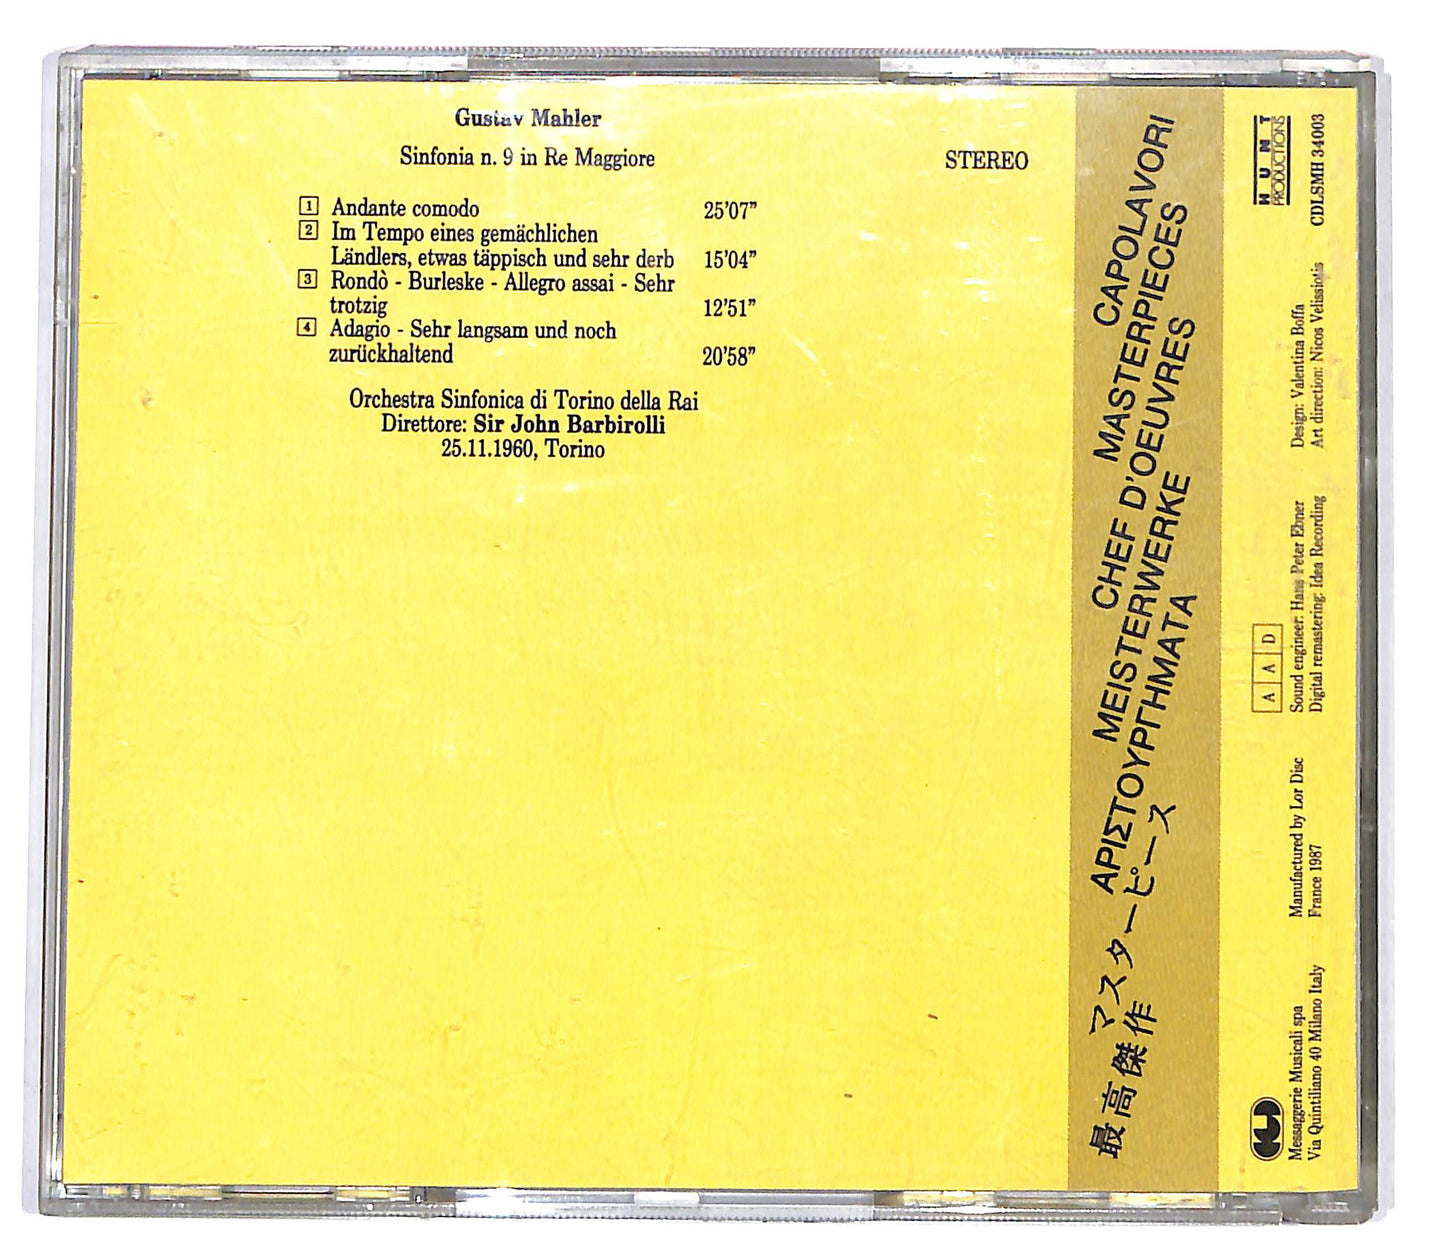 Gustav Mahler
Sinfonia n. 9 in Re Maggiore
STEREO
1 Andante comodo 25'07"
2 Im Tempo eines gemächlichen
Ländlers, etwas täppisch und sehr derb 15'04"
3 Rondò - Burleske - Allegro assai - Sehr
trotzig 12'51"
4 Adagio - Sehr langsam und noch
zurückhaltend 20'58"
Orchestra Sinfonica di Torino della Rai
Direttore: Sir John Barbirolli
25.11.1960, Torino
CAPOLAVORI
MASTERPIECES
CHEF D'OEUVRES
MEISTERWERKE
ΑΡΙΣΤΟΥΡΓΗΜΑΤΑ
マスターピース
最高傑作
HUNT
PRODUCTIONS
CDLSMH 34003
Design: Valentina Boffa
Art direction: Nicos Velissiotis
A A D
Sound engineer: Hans Peter Ebner
Digital remastering: Idea Recording
Manufactured by Lor Disc
France 1987
Messaggerie Musicali spa
Via Quintiliano 40 Milano Italy